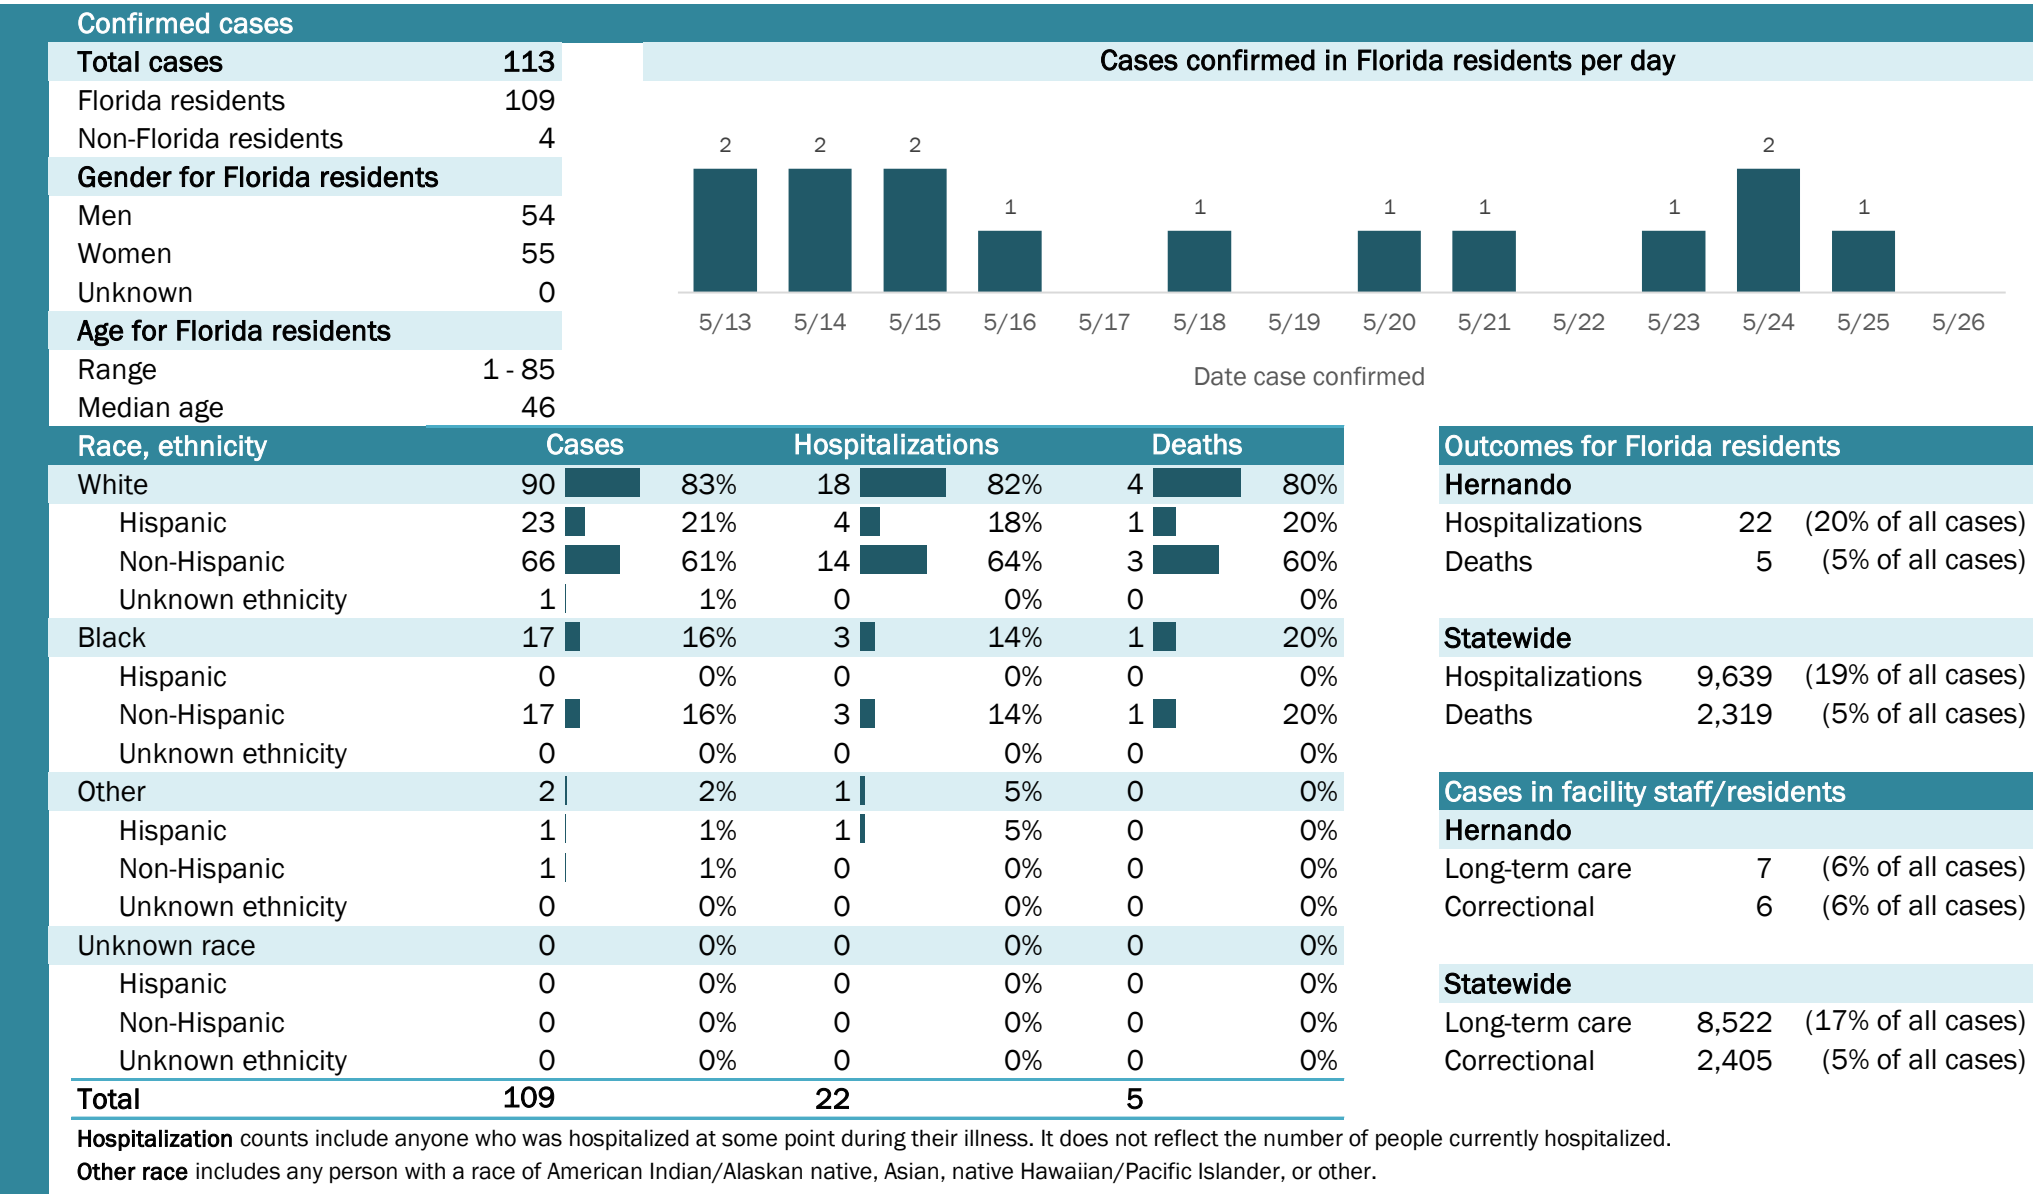 Confirmed cases
Total cases 113
Florida residents 109
Non-Florida residents 4
Gender for Florida residents
Men 54
Women 55
Unknown 0
Age for Florida residents
Range 1 - 85
Median age 46
Cases confirmed in Florida residents per day
2 2 2 1 1 1 1 1 2 1
5/13 5/14 5/15 5/16 5/17 5/18 5/19 5/20 5/21 5/22 5/23 5/24 5/25 5/26
Date case confirmed
Race, ethnicity Cases Hospitalizations Deaths
White 90 83% 18 82% 4 80%
Hispanic 23 21% 4 18% 1 20%
Non-Hispanic 66 61% 14 64% 3 60%
Unknown ethnicity 1 1% 0 0% 0 0%
Black 17 16% 3 14% 1 20%
Hispanic 0 0% 0 0% 0 0%
Non-Hispanic 17 16% 3 14% 1 20%
Unknown ethnicity 0 0% 0 0% 0 0%
Other 2 2% 1 5% 0 0%
Hispanic 1 1% 1 5% 0 0%
Non-Hispanic 1 1% 0 0% 0 0%
Unknown ethnicity 0 0% 0 0% 0 0%
Unknown race 0 0% 0 0% 0 0%
Hispanic 0 0% 0 0% 0 0%
Non-Hispanic 0 0% 0 0% 0 0%
Unknown ethnicity 0 0% 0 0% 0 0%
Total 109 22 5
Outcomes for Florida residents
Hernando
Hospitalizations 22 (20% of all cases)
Deaths 5 (5% of all cases)
Statewide
Hospitalizations 9,639 (19% of all cases)
Deaths 2,319 (5% of all cases)
Cases in facility staff/residents
Hernando
Long-term care 7 (6% of all cases)
Correctional 6 (6% of all cases)
Statewide
Long-term care 8,522 (17% of all cases)
Correctional 2,405 (5% of all cases)
Hospitalization counts include anyone who was hospitalized at some point during their illness. It does not reflect the number of people currently hospitalized.
Other race includes any person with a race of American Indian/Alaskan native, Asian, native Hawaiian/Pacific Islander, or other.